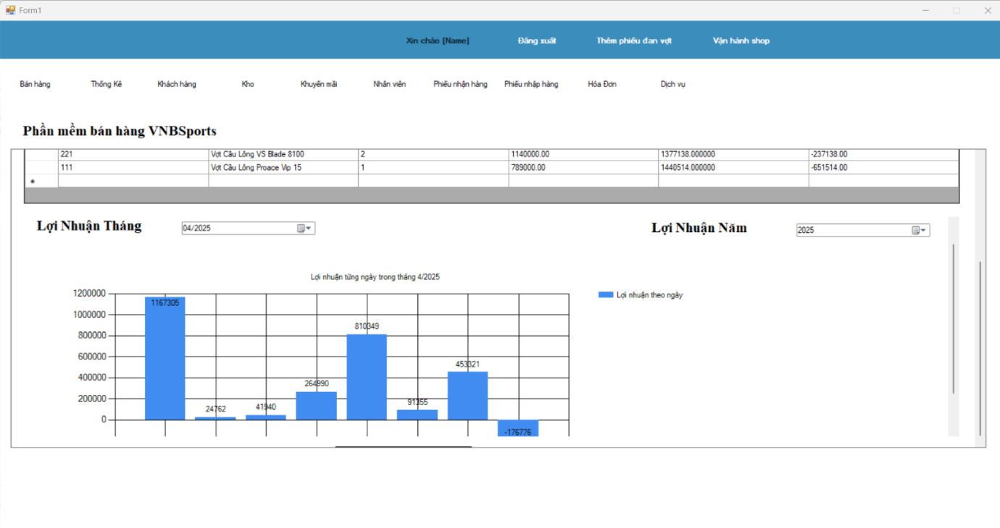 Form1
Xin chào [Name] Đăng xuất Thêm phiếu đan vợt Vận hành shop
Bán hàng Thống Kê Khách hàng Kho Khuyến mãi Nhân viên Phiếu nhận hàng Phiếu nhập hàng Hóa Đơn Dịch vụ
Phần mềm bán hàng VNBSports
221 Vợt Cầu Lông VS Blade 8100 2 1140000.00 1377138.000000 -237138.00
111 Vợt Cầu Lông Proace Vip 15 1 789000.00 1440514.000000 -651514.00
Lợi Nhuận Tháng 04/2025 Lợi Nhuận Năm 2025
Lợi nhuận từng ngày trong tháng 4/2025
Lợi nhuận theo ngày
1200000
1000000
800000
600000
400000
200000
0
1167305
24762
41940
264990
810349
91355
453321
-176776